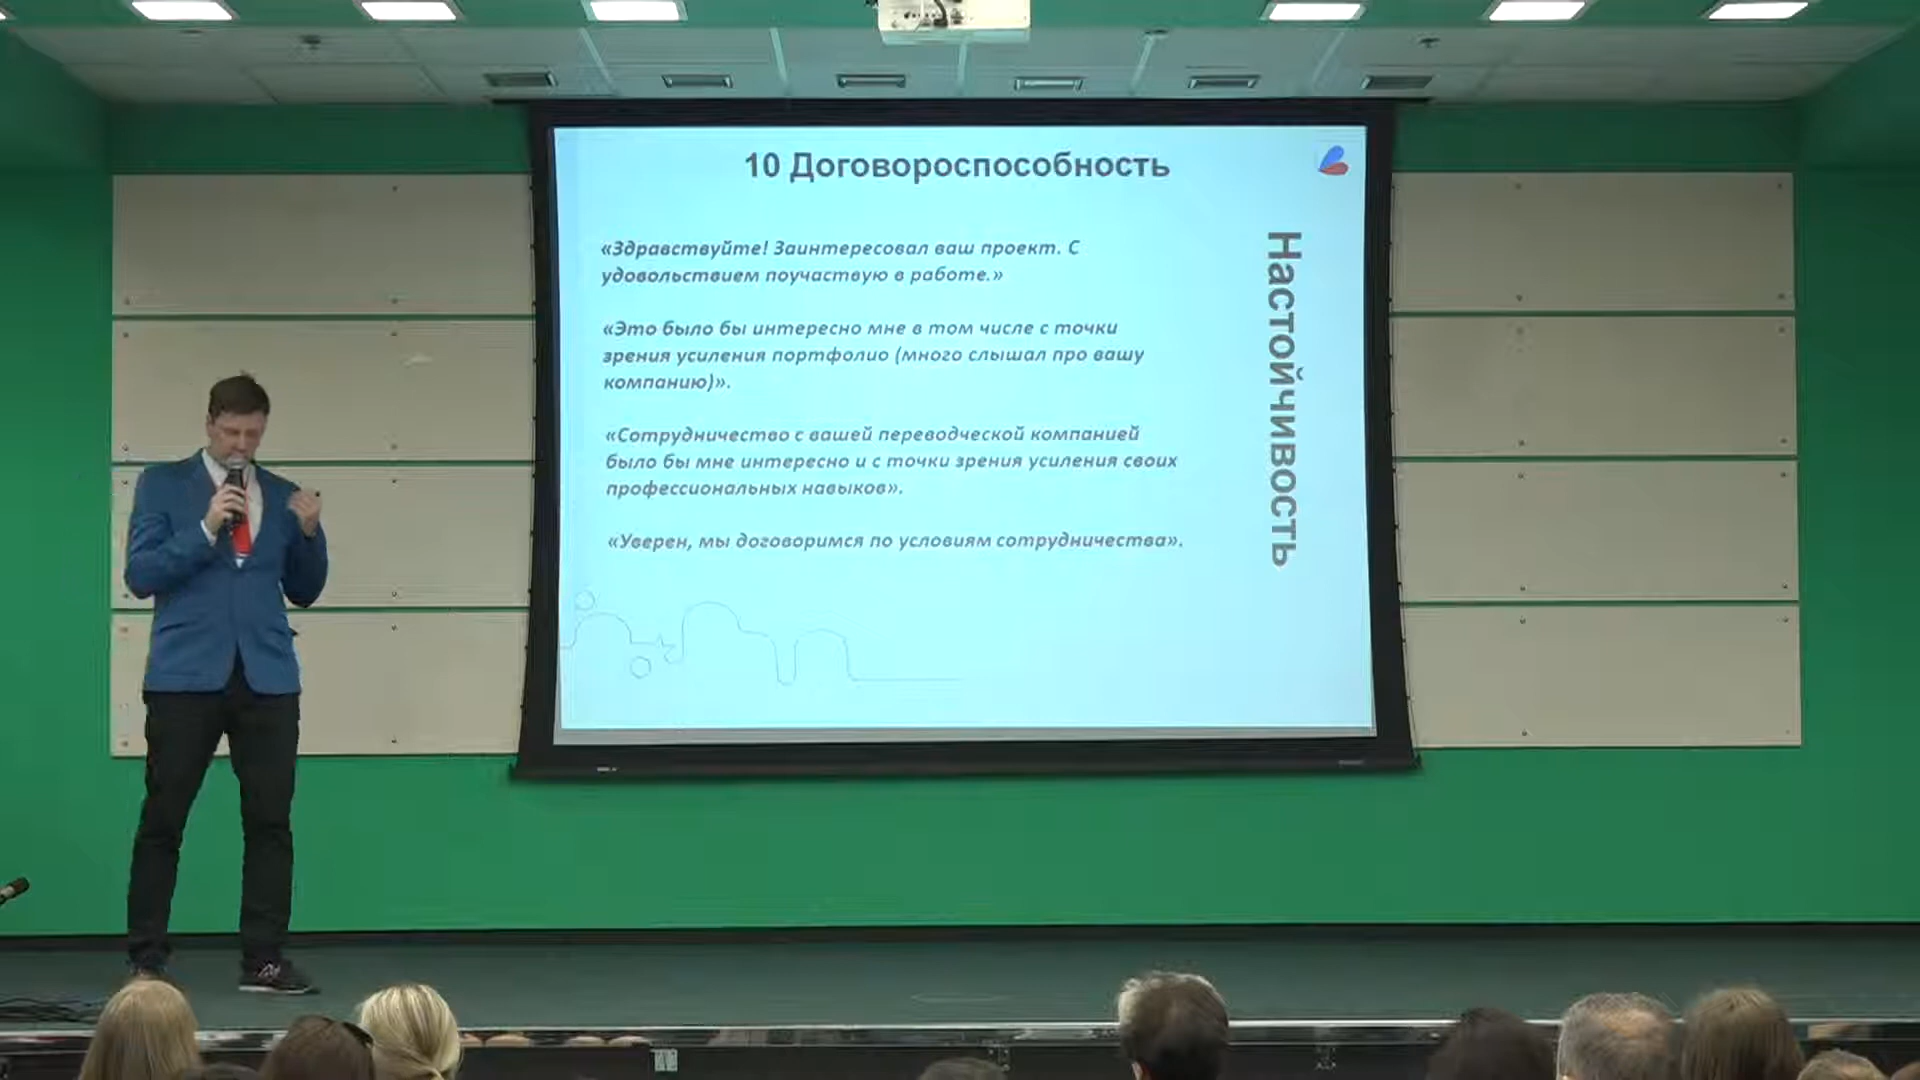 10 Договороспособность
«Здравствуйте! Заинтересовал ваш проект. С
удовольствием поучаствую в работе.»
«Это было бы интересно мне в том числе с точки
зрения усиления портфолио (много слышал про вашу
компанию)».
«Сотрудничество с вашей переводческой компанией
было бы мне интересно и с точки зрения усиления своих
профессиональных навыков».
«Уверен, мы договоримся по условиям сотрудничества».
Настойчивость